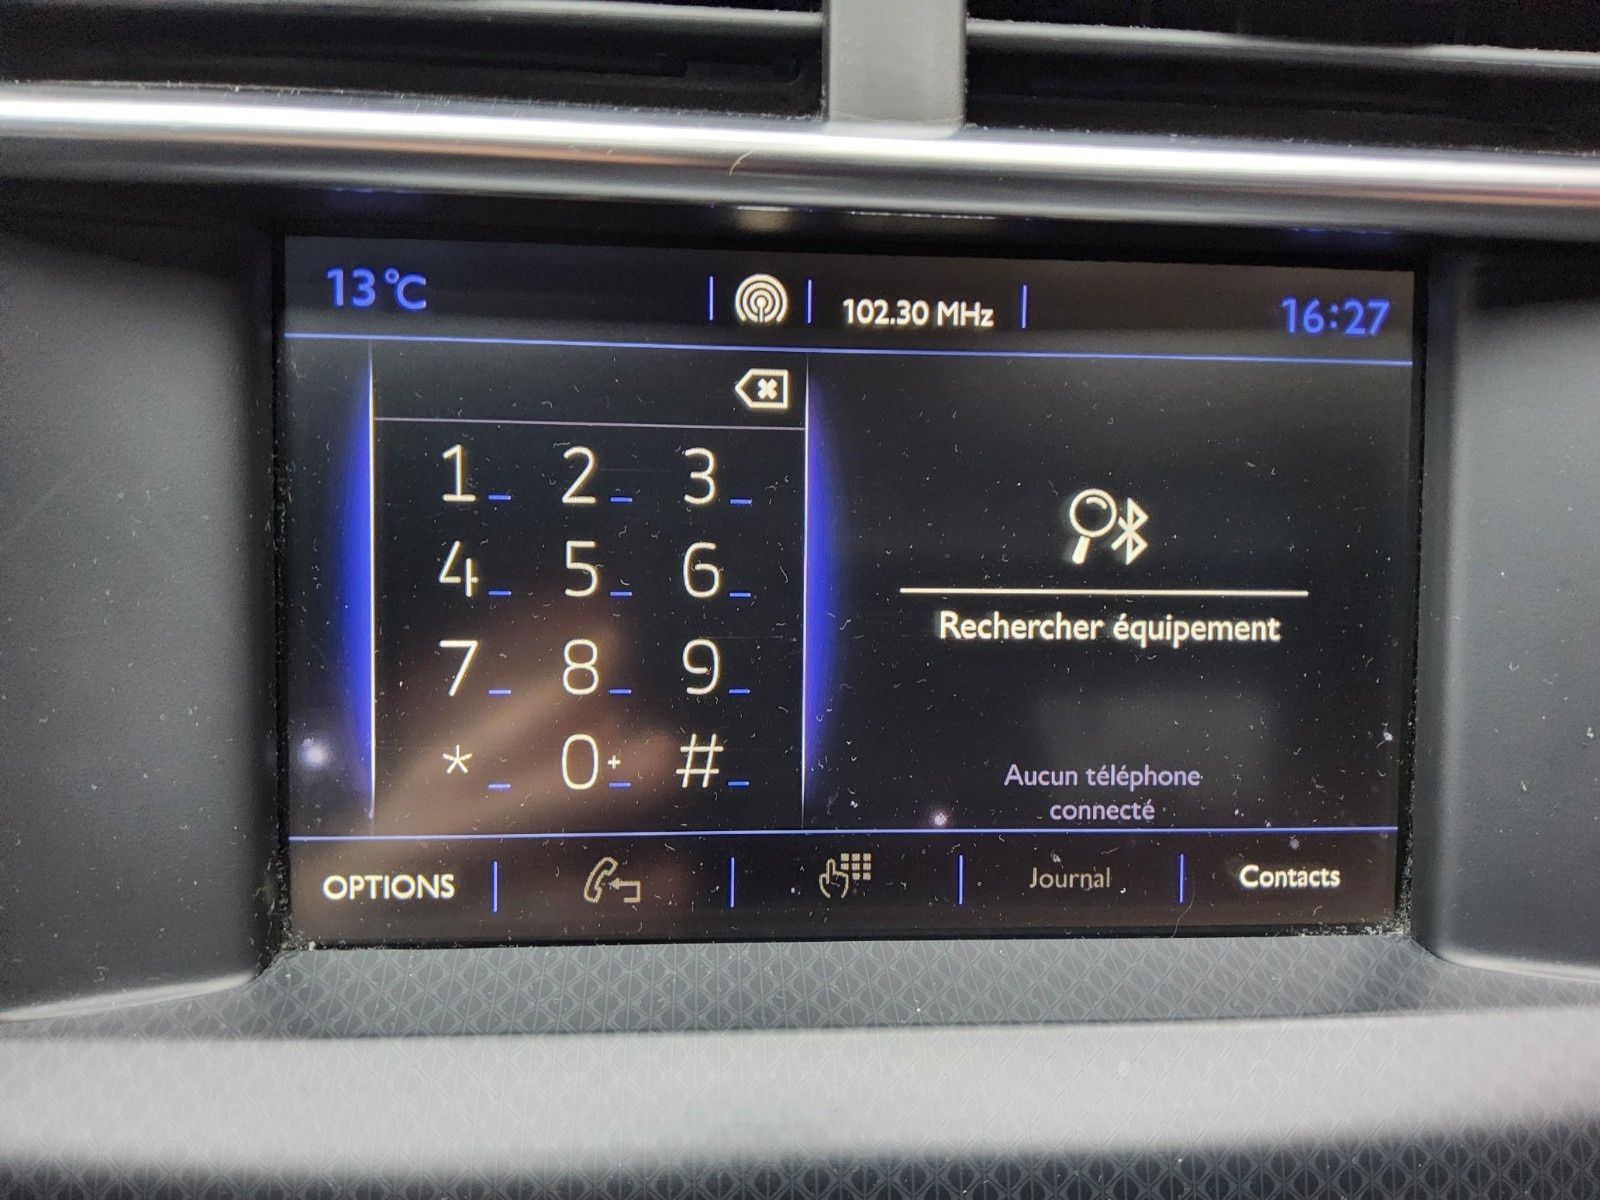 13°C 102.30 MHz 16:27
1 2 3
4 5 6
7 8 9
* 0+ #
Rechercher équipement
Aucun téléphone
connecté
OPTIONS Journal Contacts